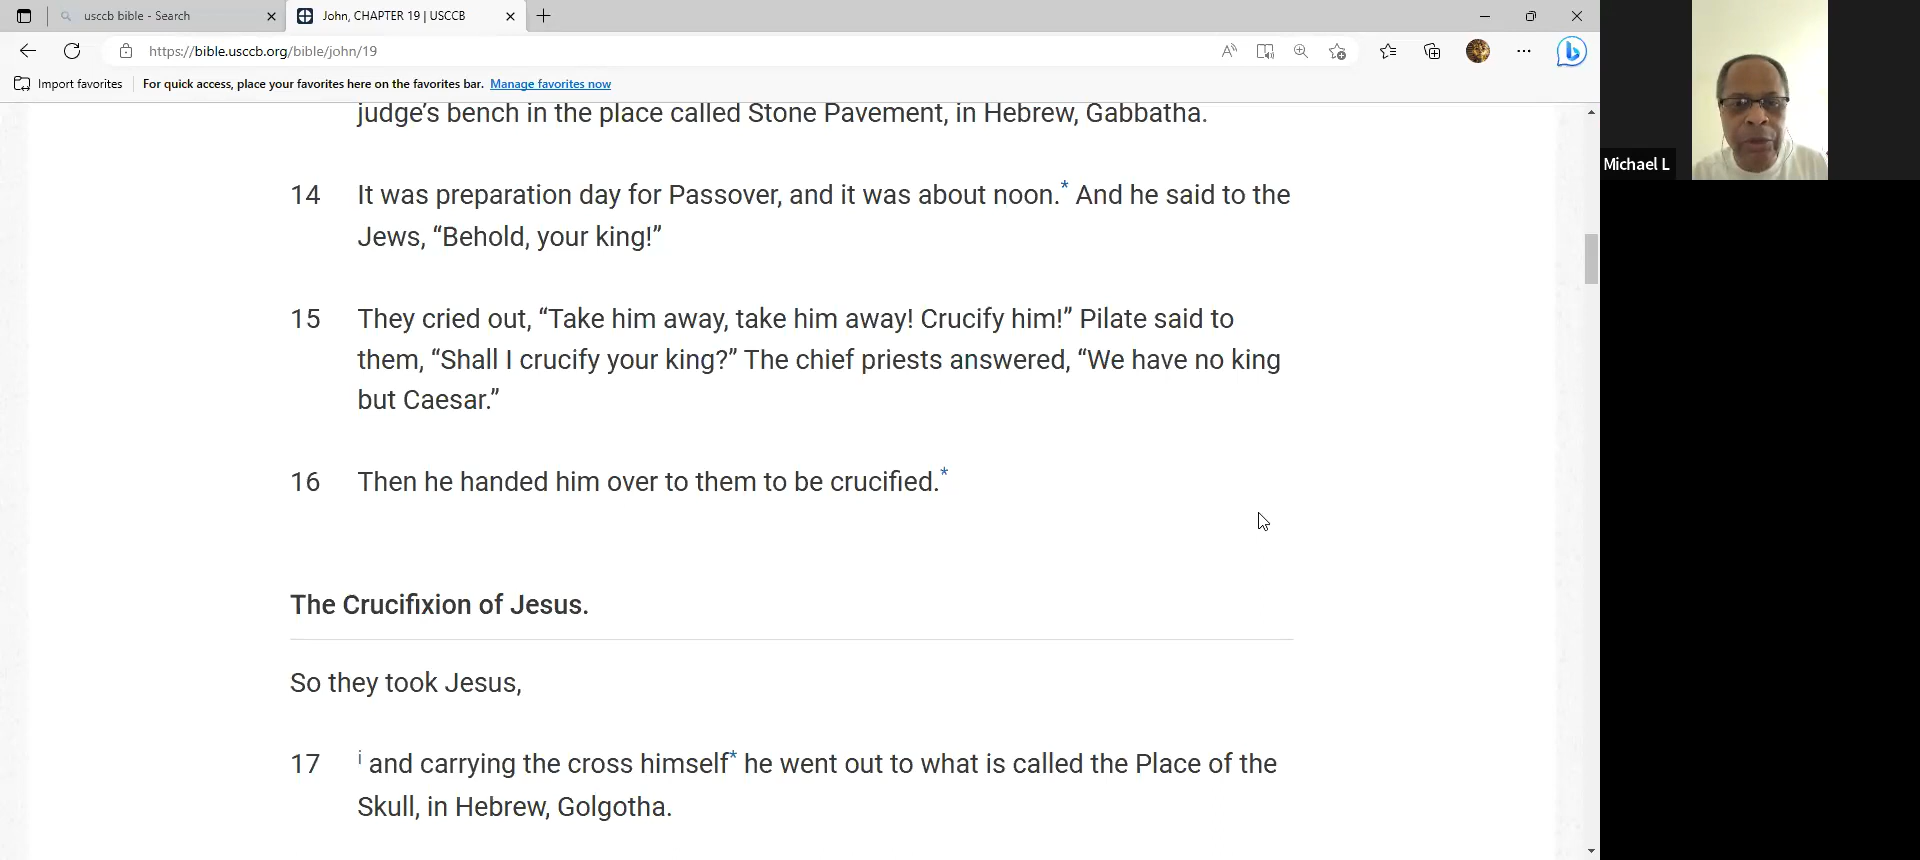 usccb bible - Search
John, CHAPTER 19 | USCCB
https://bible.usccb.org/bible/john/19
Import favorites
For quick access, place your favorites here on the favorites bar. Manage favorites now
judge's bench in the place called Stone Pavement, in Hebrew, Gabbatha.
14 It was preparation day for Passover, and it was about noon.* And he said to the
Jews, “Behold, your king!”
15 They cried out, “Take him away, take him away! Crucify him!” Pilate said to
them, “Shall I crucify your king?” The chief priests answered, “We have no king
but Caesar.”
16 Then he handed him over to them to be crucified.*
The Crucifixion of Jesus.
So they took Jesus,
17 i and carrying the cross himself* he went out to what is called the Place of the
Skull, in Hebrew, Golgotha.
Michael L